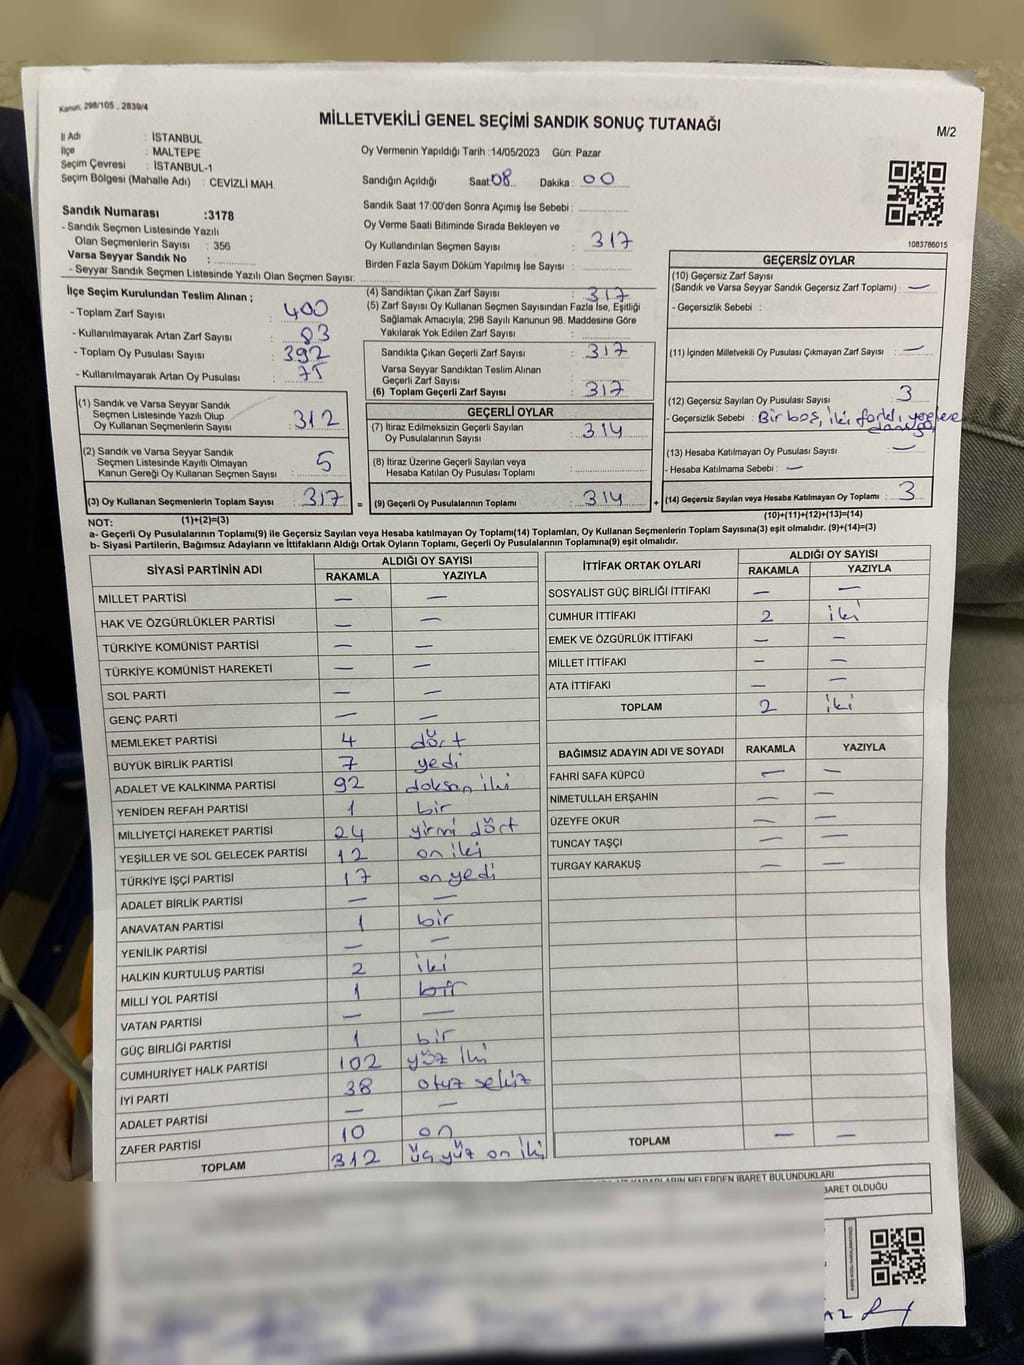 Kanun: 298/105 , 2839/4
MİLLETVEKİLİ GENEL SEÇİMİ SANDIK SONUÇ TUTANAĞI
M/2
İl Adı : İSTANBUL
İlçe : MALTEPE
Seçim Çevresi : İSTANBUL-1
Seçim Bölgesi (Mahalle Adı) : CEVİZLİ MAH.
Oy Vermenin Yapıldığı Tarih :14/05/2023 Gün: Pazar
Sandığın Açıldığı Saat: 08 Dakika : 00
Sandık Saat 17:00'den Sonra Açımış İse Sebebi :
Sandık Numarası :3178
- Sandık Seçmen Listesinde Yazılı
Olan Seçmenlerin Sayısı : 356
Varsa Seyyar Sandık No :
- Seyyar Sandık Seçmen Listesinde Yazılı Olan Seçmen Sayısı:
Oy Verme Saati Bitiminde Sırada Bekleyen ve
Oy Kullandırılan Seçmen Sayısı : 317
Birden Fazla Sayım Döküm Yapılmış İse Sayısı :
1083786015
İlçe Seçim Kurulundan Teslim Alınan ;
- Toplam Zarf Sayısı : 400
- Kullanılmayarak Artan Zarf Sayısı : 83
- Toplam Oy Pusulası Sayısı : 392
- Kullanılmayarak Artan Oy Pusulası : 75
(4) Sandıktan Çıkan Zarf Sayısı : 317
(5) Zarf Sayısı Oy Kullanan Seçmen Sayısından Fazla İse, Eşitliği
Sağlamak Amacıyla; 298 Sayılı Kanunun 98. Maddesine Göre
Yakılarak Yok Edilen Zarf Sayısı :
Sandıkta Çıkan Geçerli Zarf Sayısı : 317
Varsa Seyyar Sandıktan Teslim Alınan
Geçerli Zarf Sayısı :
(6) Toplam Geçerli Zarf Sayısı : 317
GEÇERSİZ OYLAR
(10) Geçersiz Zarf Sayısı
(Sandık ve Varsa Seyyar Sandık Geçersiz Zarf Toplamı) : —
- Geçersizlik Sebebi :
(11) İçinden Milletvekili Oy Pusulası Çıkmayan Zarf Sayısı : —
(12) Geçersiz Sayılan Oy Pusulası Sayısı : 3
- Geçersizlik Sebebi : Bir boş, iki farklı
(13) Hesaba Katılmayan Oy Pusulası Sayısı : —
- Hesaba Katılmama Sebebi : —
(14) Geçersiz Sayılan veya Hesaba Katılmayan Oy Toplamı : 3
(10)+(11)+(12)+(13)=(14)
(1) Sandık ve Varsa Seyyar Sandık
Seçmen Listesinde Yazılı Olup
Oy Kullanan Seçmenlerin Sayısı : 312
(2) Sandık ve Varsa Seyyar Sandık
Seçmen Listesinde Kayıtlı Olmayan
Kanun Gereği Oy Kullanan Seçmen Sayısı : 5
(3) Oy Kullanan Seçmenlerin Toplam Sayısı : 317
(1)+(2)=(3)
GEÇERLİ OYLAR
(7) İtiraz Edilmeksizin Geçerli Sayılan
Oy Pusulalarının Sayısı : 314
(8) İtiraz Üzerine Geçerli Sayılan veya
Hesaba Katılan Oy Pusulası Toplamı :
= (9) Geçerli Oy Pusulalarının Toplamı : 314 +
NOT:
a- Geçerli Oy Pusulalarının Toplamı(9) ile Geçersiz Sayılan veya Hesaba katılmayan Oy Toplamı(14) Toplamları, Oy Kullanan Seçmenlerin Toplam Sayısına(3) eşit olmalıdır. (9)+(14)=(3)
b- Siyasi Partilerin, Bağımsız Adayların ve İttifakların Aldığı Ortak Oyların Toplamı, Geçerli Oy Pusulalarının Toplamına(9) eşit olmalıdır.
SİYASİ PARTİNİN ADI ALDIĞI OY SAYISI
RAKAMLA YAZIYLA
MİLLET PARTİSİ — —
HAK VE ÖZGÜRLÜKLER PARTİSİ — —
TÜRKİYE KOMÜNİST PARTİSİ — —
TÜRKİYE KOMÜNİST HAREKETİ — —
SOL PARTİ — —
GENÇ PARTİ — —
MEMLEKET PARTİSİ 4 dört
BÜYÜK BİRLİK PARTİSİ 7 yedi
ADALET VE KALKINMA PARTİSİ 92 doksan iki
YENİDEN REFAH PARTİSİ 1 bir
MİLLİYETÇİ HAREKET PARTİSİ 24 yirmi dört
YEŞİLLER VE SOL GELECEK PARTİSİ 12 on iki
TÜRKİYE İŞÇİ PARTİSİ 17 on yedi
ADALET BİRLİK PARTİSİ — —
ANAVATAN PARTİSİ 1 bir
YENİLİK PARTİSİ — —
HALKIN KURTULUŞ PARTİSİ 2 iki
MİLLİ YOL PARTİSİ 1 bir
VATAN PARTİSİ — —
GÜÇ BİRLİĞİ PARTİSİ 1 bir
CUMHURİYET HALK PARTİSİ 102 yüz iki
İYİ PARTİ 38 otuz sekiz
ADALET PARTİSİ — —
ZAFER PARTİSİ 10 on
TOPLAM 312 üç yüz on iki
İTTİFAK ORTAK OYLARI ALDIĞI OY SAYISI
RAKAMLA YAZIYLA
SOSYALİST GÜÇ BİRLİĞİ İTTİFAKI — —
CUMHUR İTTİFAKI 2 iki
EMEK VE ÖZGÜRLÜK İTTİFAKI — —
MİLLET İTTİFAKI — —
ATA İTTİFAKI — —
TOPLAM 2 iki
BAĞIMSIZ ADAYIN ADI VE SOYADI RAKAMLA YAZIYLA
FAHRİ SAFA KÜPCÜ — —
NİMETULLAH ERŞAHİN — —
ÜZEYFE OKUR — —
TUNCAY TAŞÇI — —
TURGAY KARAKUŞ — —
TOPLAM — —
NELERDEN İBARET BULUNDUKLARI
BARET OLDUĞU